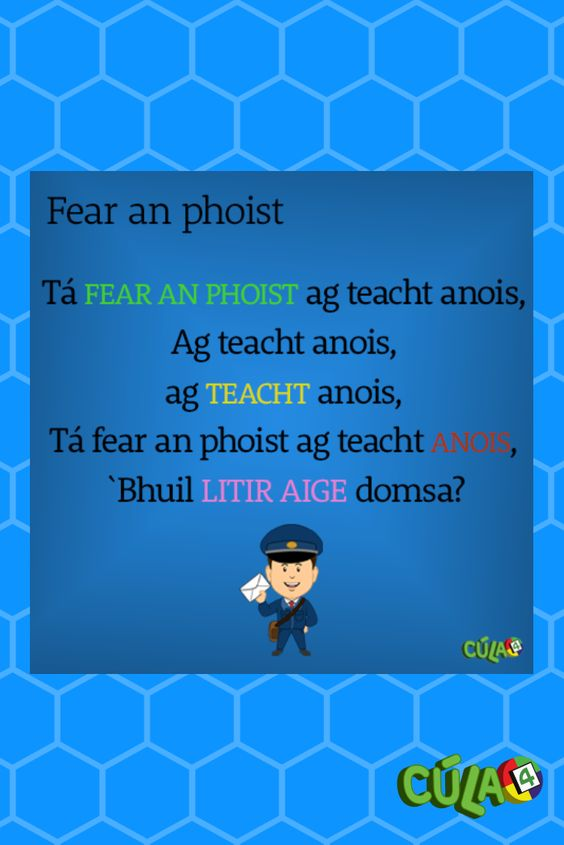 Fear an phoist
Tá FEAR AN PHOIST ag teacht anois,
Ag teacht anois,
ag TEACHT anois,
Tá fear an phoist ag teacht ANOIS,
`Bhuil LITIR AIGE domsa?
CÚLA4
CÚLA4